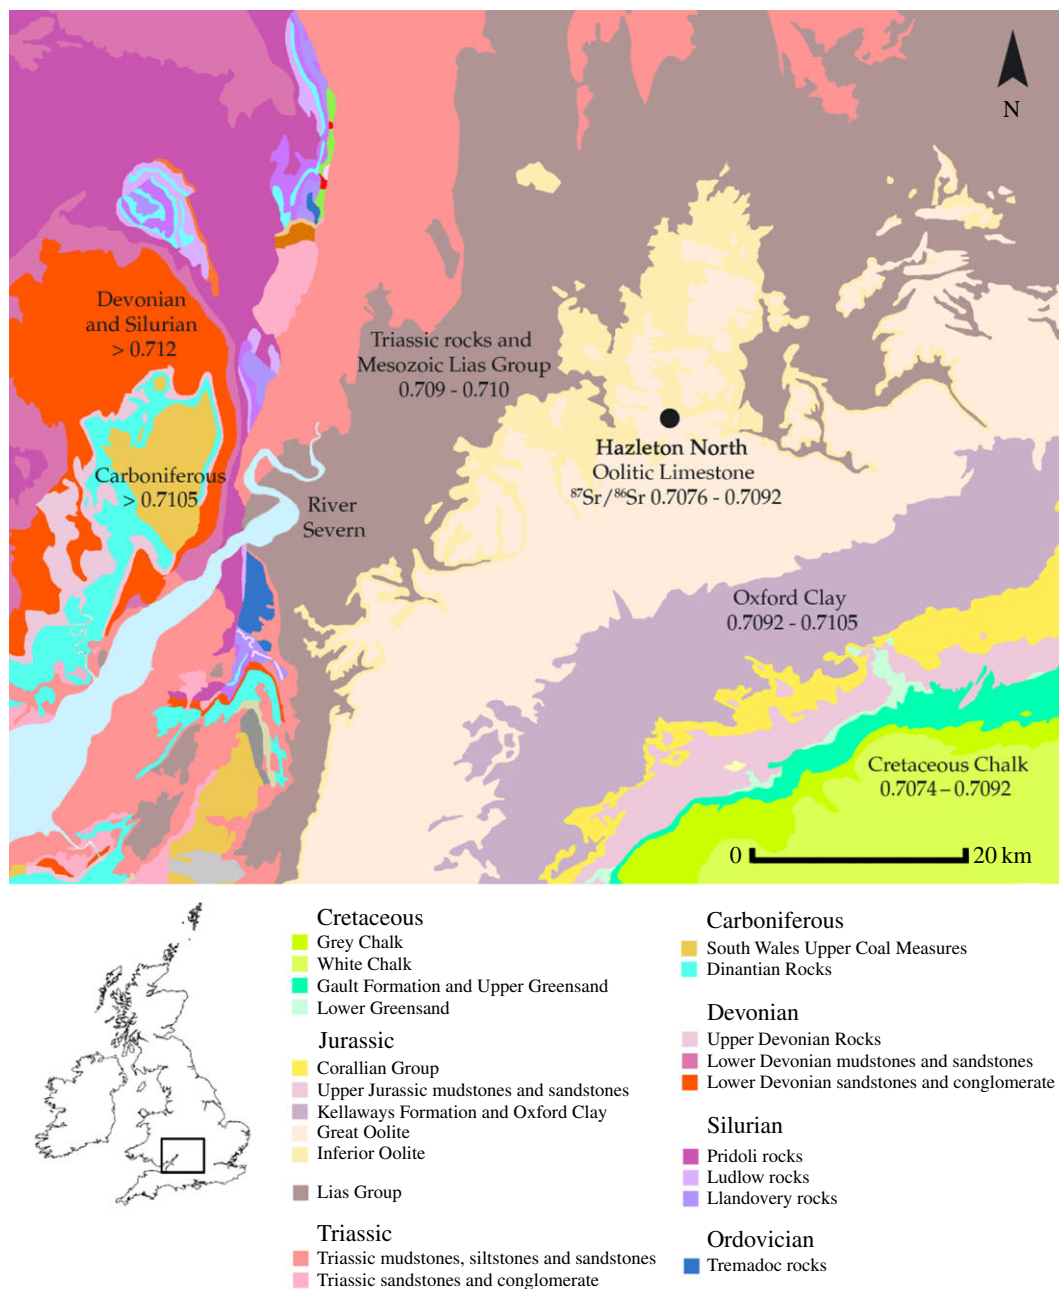 N
Devonian
and Silurian
> 0.712
Triassic rocks and
Mesozoic Lias Group
0.709 - 0.710
Hazleton North
Oolitic Limestone
⁸⁷Sr/⁸⁶Sr 0.7076 - 0.7092
Carboniferous
> 0.7105
River
Severn
Oxford Clay
0.7092 - 0.7105
Cretaceous Chalk
0.7074 – 0.7092
0 20 km
Cretaceous
Grey Chalk
White Chalk
Gault Formation and Upper Greensand
Lower Greensand
Jurassic
Corallian Group
Upper Jurassic mudstones and sandstones
Kellaways Formation and Oxford Clay
Great Oolite
Inferior Oolite
Lias Group
Triassic
Triassic mudstones, siltstones and sandstones
Triassic sandstones and conglomerate
Carboniferous
South Wales Upper Coal Measures
Dinantian Rocks
Devonian
Upper Devonian Rocks
Lower Devonian mudstones and sandstones
Lower Devonian sandstones and conglomerate
Silurian
Pridoli rocks
Ludlow rocks
Llandovery rocks
Ordovician
Tremadoc rocks